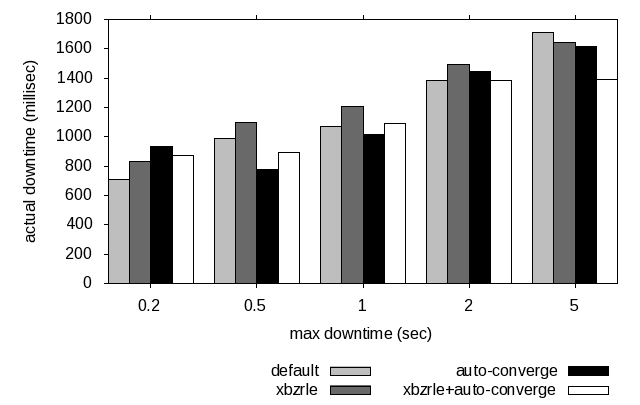 1800
1600
1400
1200
1000
800
600
400
200
0
actual downtime (millisec)
0.2 0.5 1 2 5
max downtime (sec)
default auto-converge
xbzrle xbzrle+auto-converge